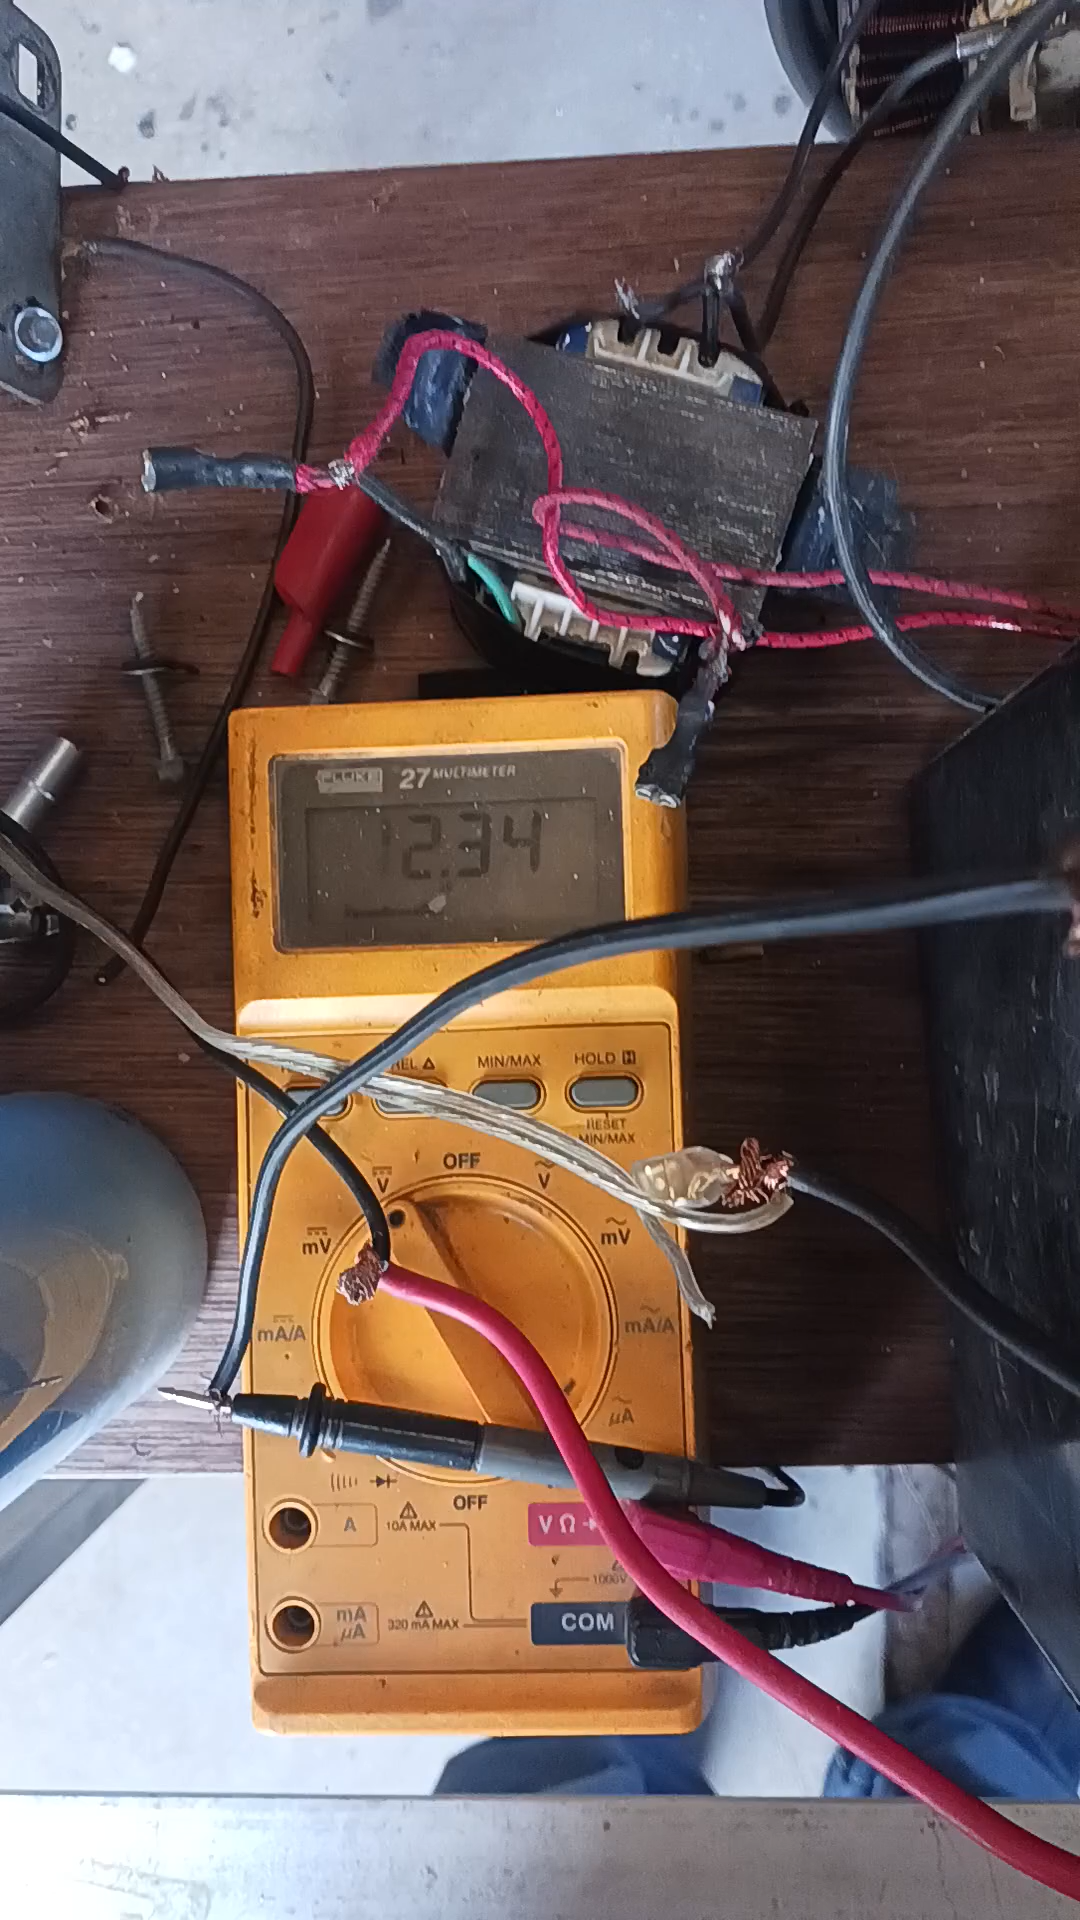 FLUKE 27 MULTIMETER
12.34
REL △ MIN/MAX HOLD H
RESET
MIN/MAX
OFF
V
V
mV
mV
mA/A
mA/A
µA
OFF
A
10A MAX
V Ω
1000V
mA
µA
320 mA MAX
COM